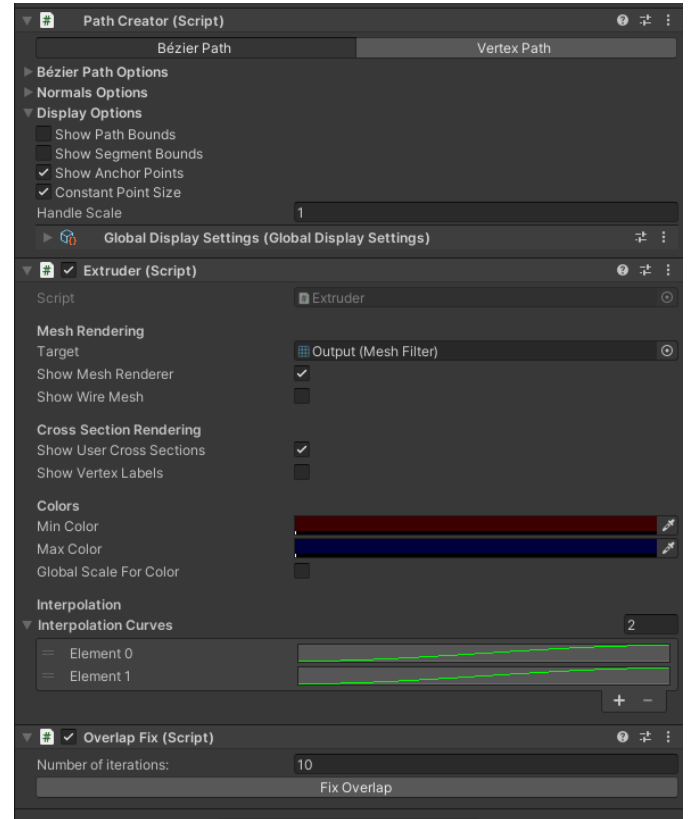 Path Creator (Script)
Bézier Path Vertex Path
Bézier Path Options
Normals Options
Display Options
Show Path Bounds
Show Segment Bounds
Show Anchor Points
Constant Point Size
Handle Scale 1
Global Display Settings (Global Display Settings)
# Extruder (Script)
Script # Extruder
Mesh Rendering
Target Output (Mesh Filter)
Show Mesh Renderer
Show Wire Mesh
Cross Section Rendering
Show User Cross Sections
Show Vertex Labels
Colors
Min Color
Max Color
Global Scale For Color
Interpolation
Interpolation Curves 2
Element 0
Element 1
+ −
# Overlap Fix (Script)
Number of iterations: 10
Fix Overlap